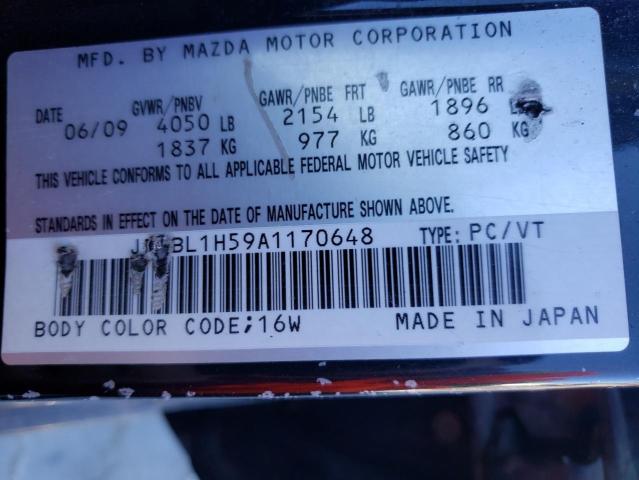 MFD. BY MAZDA MOTOR CORPORATION
DATE GVWR/PNBV GAWR/PNBE FRT GAWR/PNBE RR
06/09 4050 LB 2154 LB 1896
1837 KG 977 KG 860 KG
THIS VEHICLE CONFORMS TO ALL APPLICABLE FEDERAL MOTOR VEHICLE SAFETY
STANDARDS IN EFFECT ON THE DATE OF MANUFACTURE SHOWN ABOVE.
TYPE: PC/VT
BODY COLOR CODE;16W MADE IN JAPAN